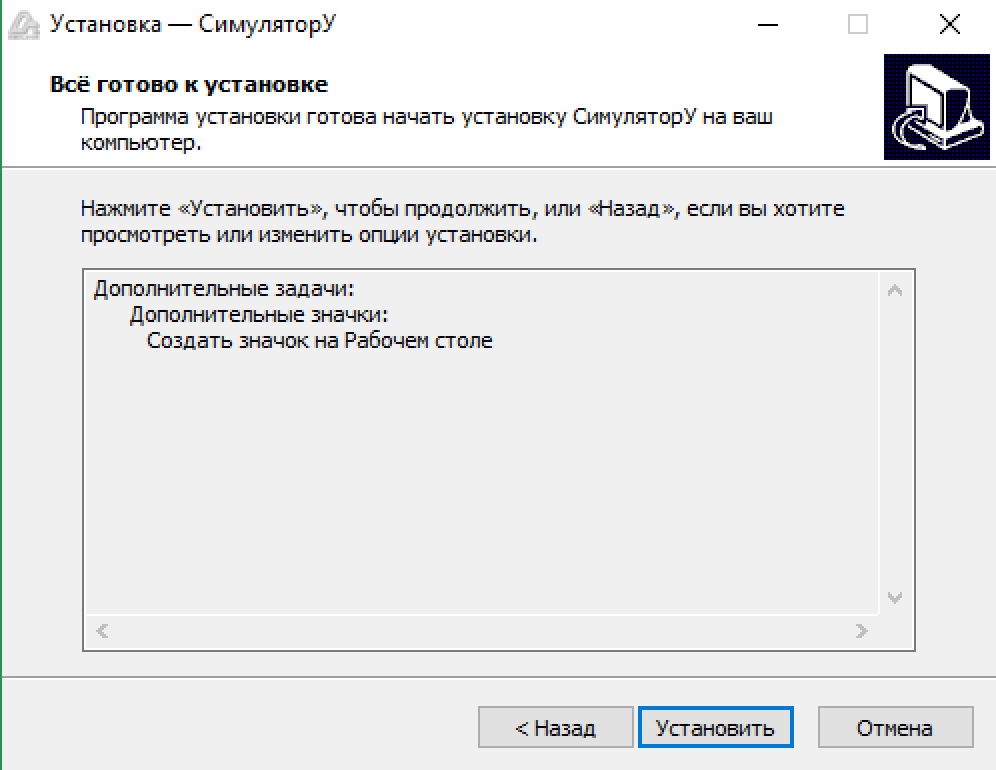 Установка — СимуляторУ
Всё готово к установке
Программа установки готова начать установку СимуляторУ на ваш
компьютер.
Нажмите «Установить», чтобы продолжить, или «Назад», если вы хотите
просмотреть или изменить опции установки.
Дополнительные задачи:
Дополнительные значки:
Создать значок на Рабочем столе
< Назад
Установить
Отмена